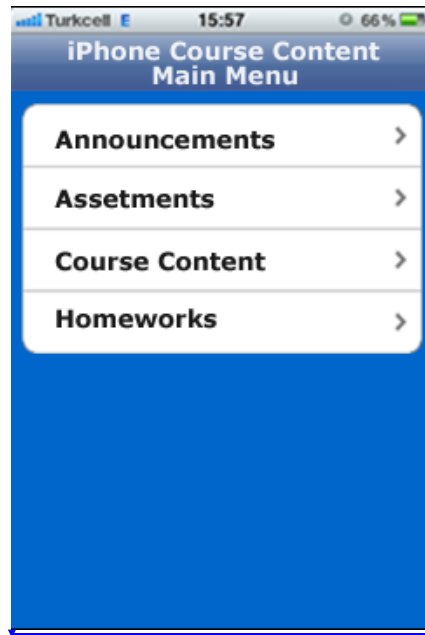 Turkcell E 15:57 66%
iPhone Course Content
Main Menu
Announcements
Assetments
Course Content
Homeworks